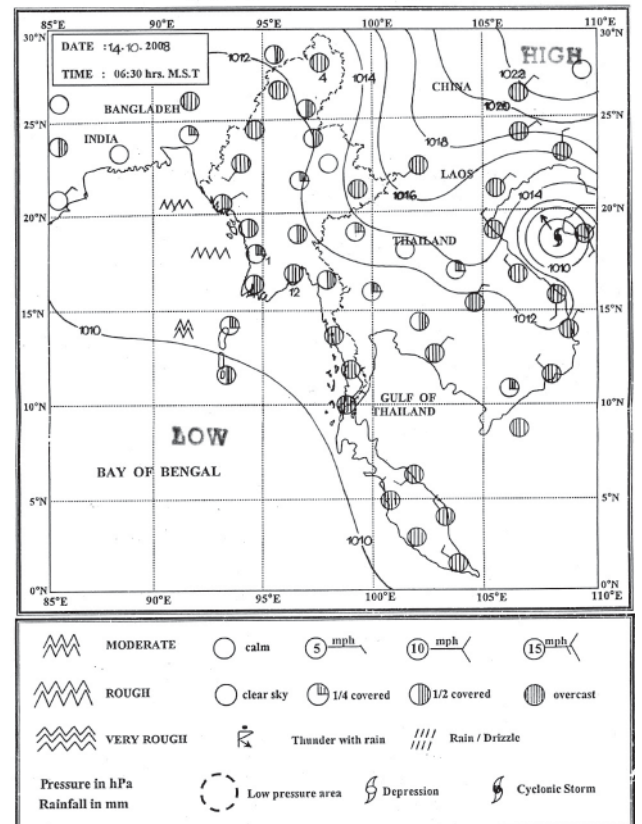 85°E 90°E 95°E 100°E 105°E 110°E
30°N 30°N
DATE :14.10.2008
TIME : 06:30 hrs. M.S.T
1012
4
1014
HIGH
1022
CHINA
1020
BANGLADEH
25°N 25°N
INDIA
1018
LAOS
1016
1014
20°N 20°N
THAILAND
1010
1
12
1012
15°N 15°N
1010
10°N 10°N
GULF OF
THAILAND
LOW
BAY OF BENGAL
5°N 5°N
1010
0°N 0°N
85°E 90°E 95°E 100°E 105°E 110°E
MODERATE calm 5 mph 10 mph 15 mph
ROUGH clear sky 1/4 covered 1/2 covered overcast
VERY ROUGH Thunder with rain Rain / Drizzle
Pressure in hPa
Rainfall in mm
Low pressure area Depression Cyclonic Storm